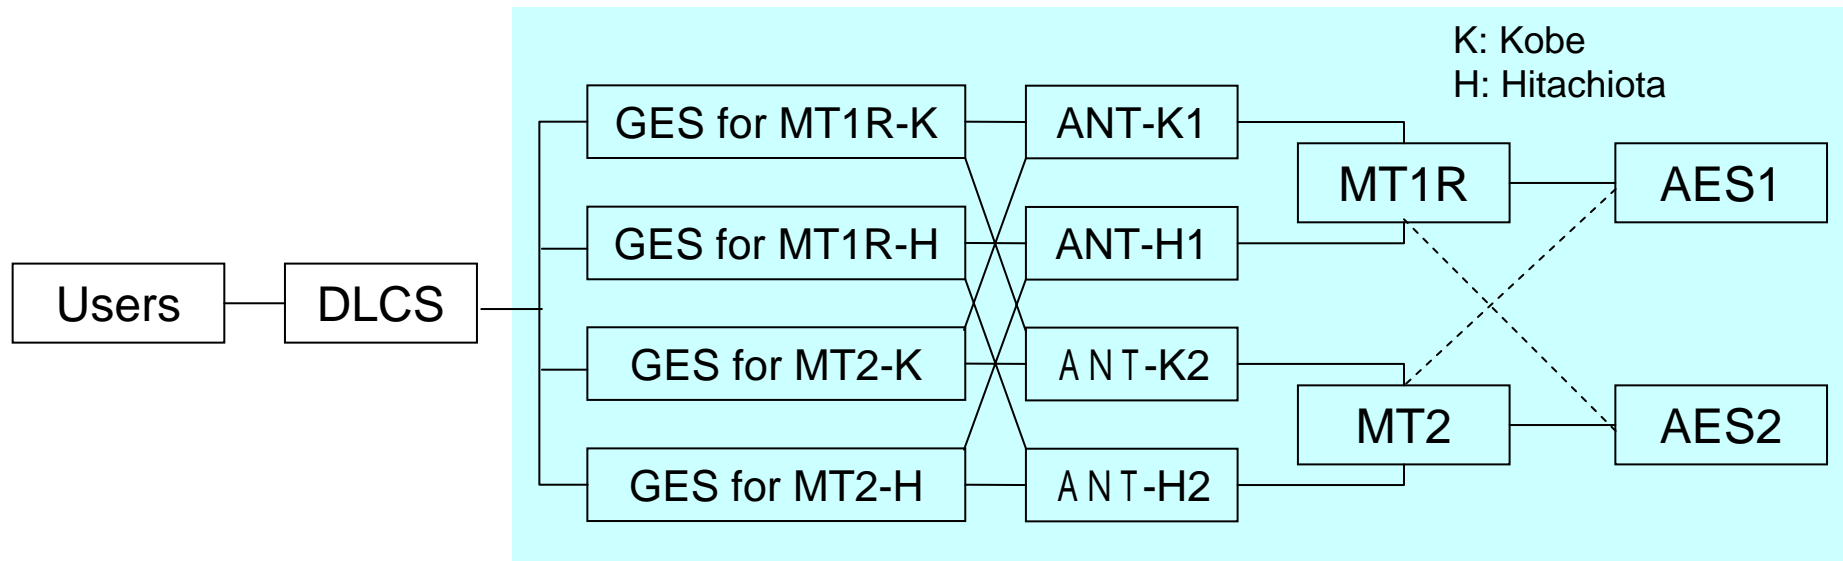 K: Kobe
H: Hitachiota
GES for MT1R-K
ANT-K1
MT1R
AES1
GES for MT1R-H
ANT-H1
Users
DLCS
GES for MT2-K
ＡＮＴ-K2
MT2
AES2
GES for MT2-H
ＡＮＴ-H2